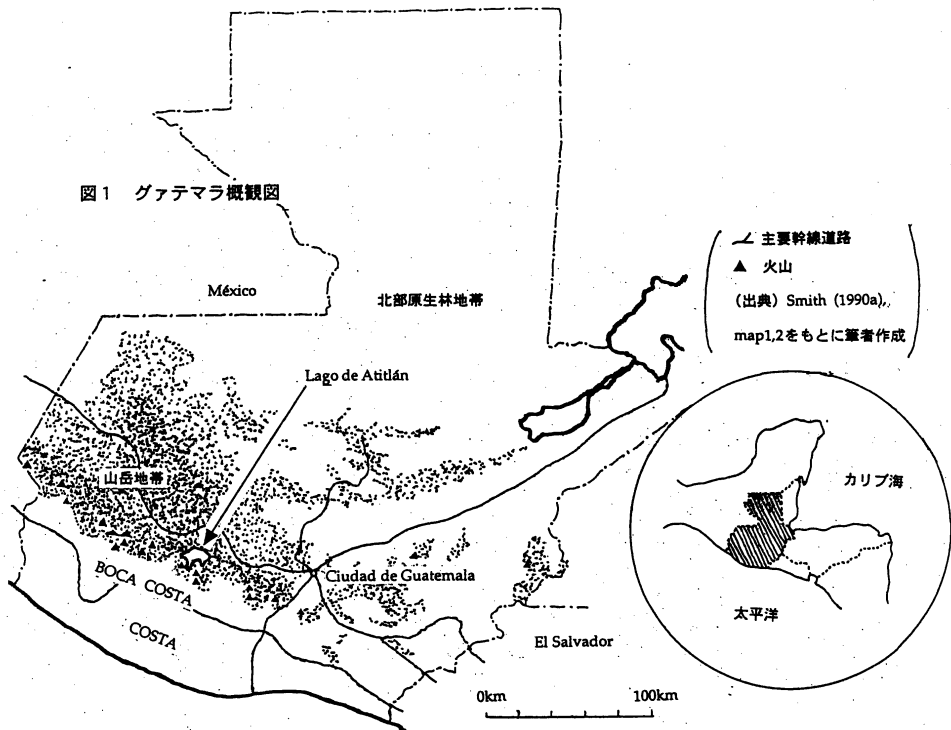 図1 グァテマラ概観図
主要幹線道路
▲ 火山
(出典) Smith (1990a),
map1,2をもとに筆者作成
México
北部原生林地帯
Lago de Atitlán
山岳地帯
カリブ海
BOCA COSTA
Ciudad de Guatemala
太平洋
COSTA
El Salvador
0km 100km